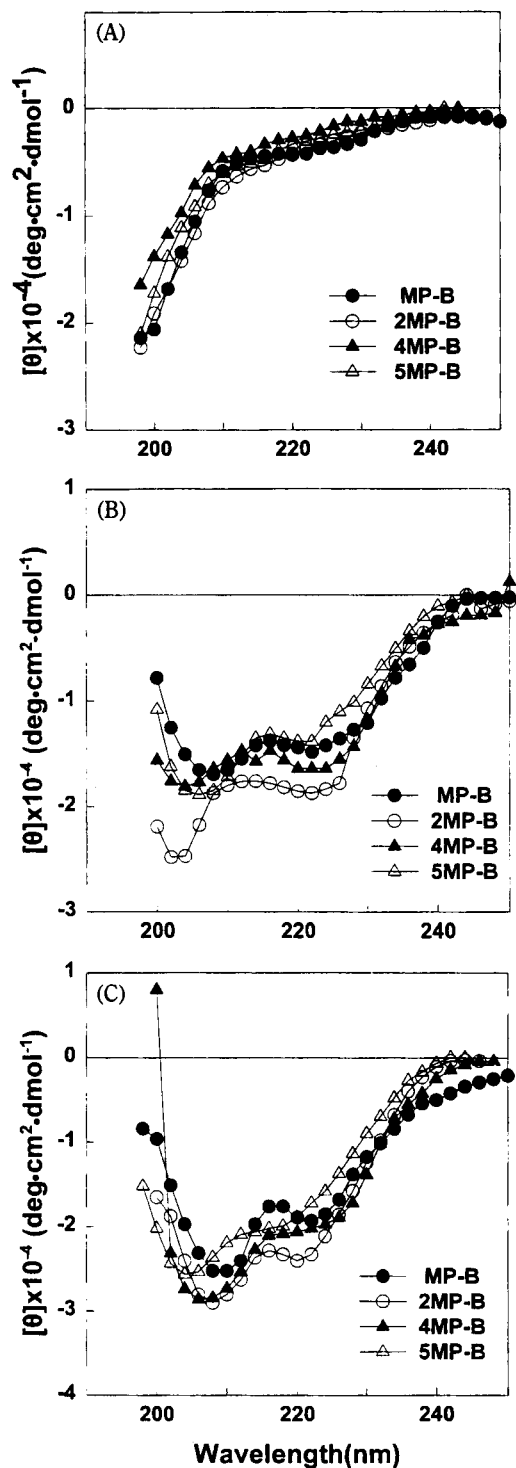 (A)
[θ]x10⁻⁴(deg•cm²•dmol⁻¹)
0
-1
-2
-3
MP-B
2MP-B
4MP-B
5MP-B
200 220 240
(B)
[θ]x10⁻⁴ (deg•cm²•dmol⁻¹)
1
0
-1
-2
-3
MP-B
2MP-B
4MP-B
5MP-B
200 220 240
(C)
[θ]x10⁻⁴ (deg•cm²•dmol⁻¹)
1
0
-1
-2
-3
-4
MP-B
2MP-B
4MP-B
5MP-B
200 220 240
Wavelength(nm)